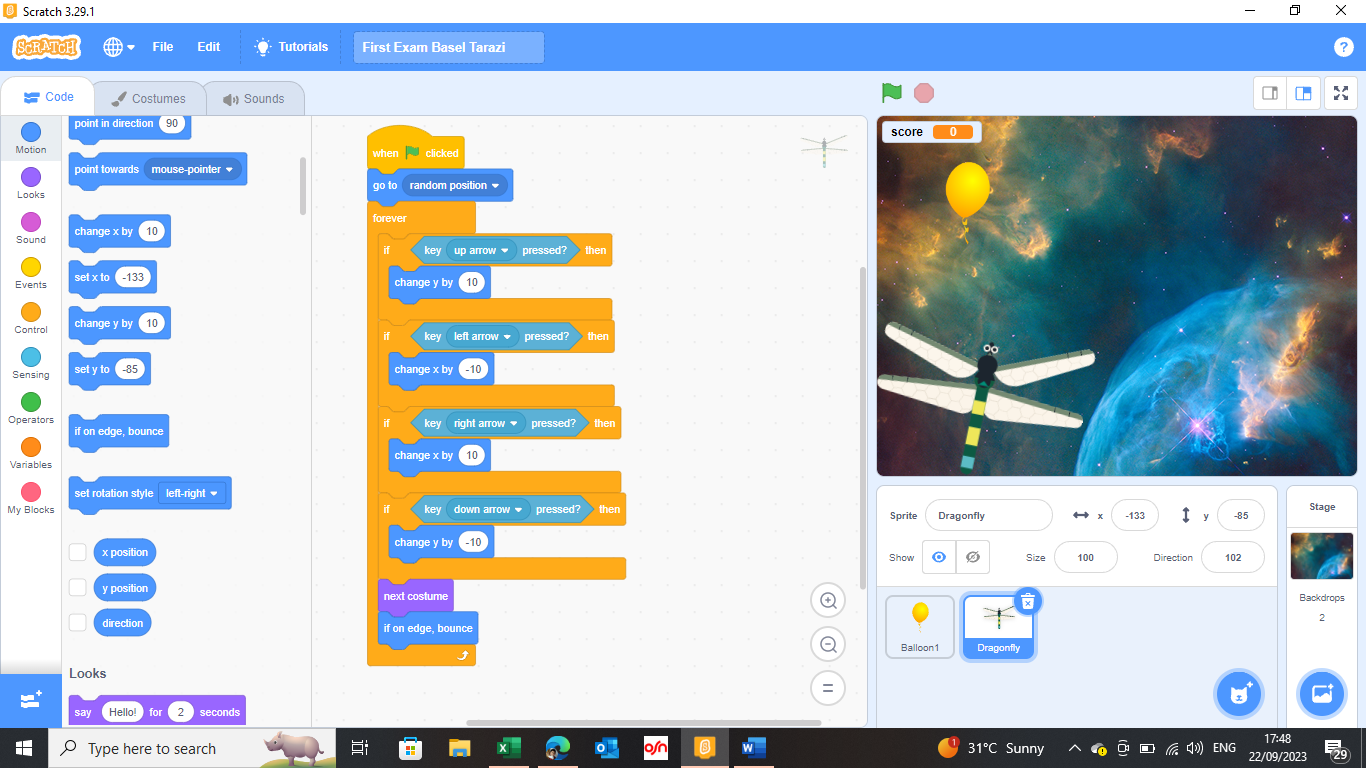 Scratch 3.29.1
SCRATCH
File
Edit
Tutorials
First Exam Basel Tarazi
?
Code
Costumes
Sounds
Motion
Looks
Sound
Events
Control
Sensing
Operators
Variables
My Blocks
point in direction 90
point towards mouse-pointer
change x by 10
set x to -133
change y by 10
set y to -85
if on edge, bounce
set rotation style left-right
x position
y position
direction
Looks
say Hello! for 2 seconds
when clicked
go to random position
forever
if key up arrow pressed? then
change y by 10
if key left arrow pressed? then
change x by -10
if key right arrow pressed? then
change x by 10
if key down arrow pressed? then
change y by -10
next costume
if on edge, bounce
score 0
Sprite Dragonfly x -133 y -85
Show Size 100 Direction 102
Balloon1
Dragonfly
Stage
Backdrops
2
Type here to search
31°C Sunny
ENG
17:48
22/09/2023
29